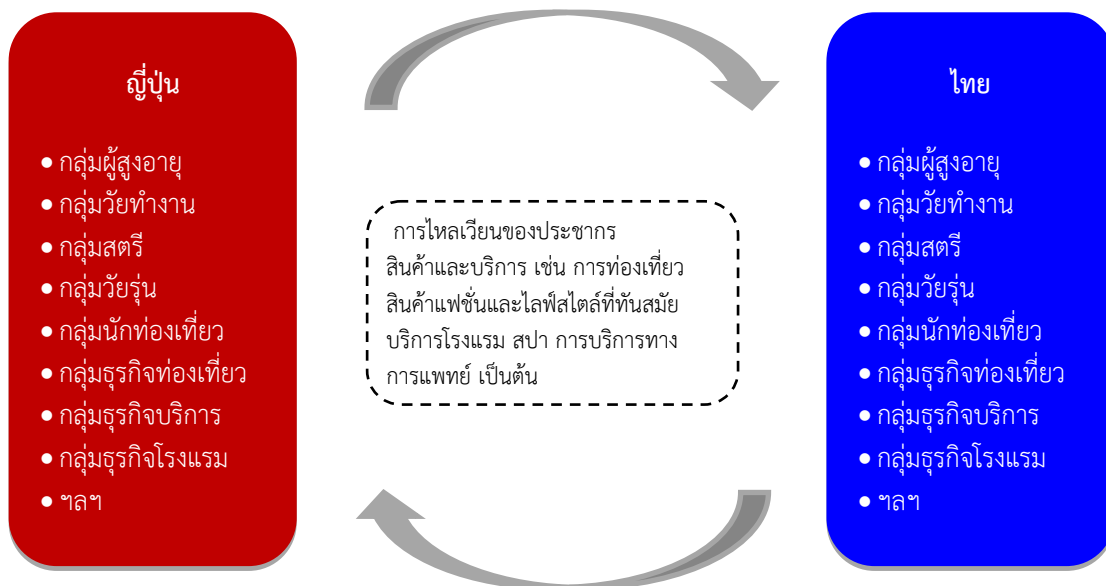 ญี่ปุ่น
• กลุ่มผู้สูงอายุ
• กลุ่มวัยทำงาน
• กลุ่มสตรี
• กลุ่มวัยรุ่น
• กลุ่มนักท่องเที่ยว
• กลุ่มธุรกิจท่องเที่ยว
• กลุ่มธุรกิจบริการ
• กลุ่มธุรกิจโรงแรม
• ฯลฯ
การไหลเวียนของประชากร
สินค้าและบริการ เช่น การท่องเที่ยว
สินค้าแฟชั่นและไลฟ์สไตล์ที่ทันสมัย
บริการโรงแรม สปา การบริการทาง
การแพทย์ เป็นต้น
ไทย
• กลุ่มผู้สูงอายุ
• กลุ่มวัยทำงาน
• กลุ่มสตรี
• กลุ่มวัยรุ่น
• กลุ่มนักท่องเที่ยว
• กลุ่มธุรกิจท่องเที่ยว
• กลุ่มธุรกิจบริการ
• กลุ่มธุรกิจโรงแรม
• ฯลฯ